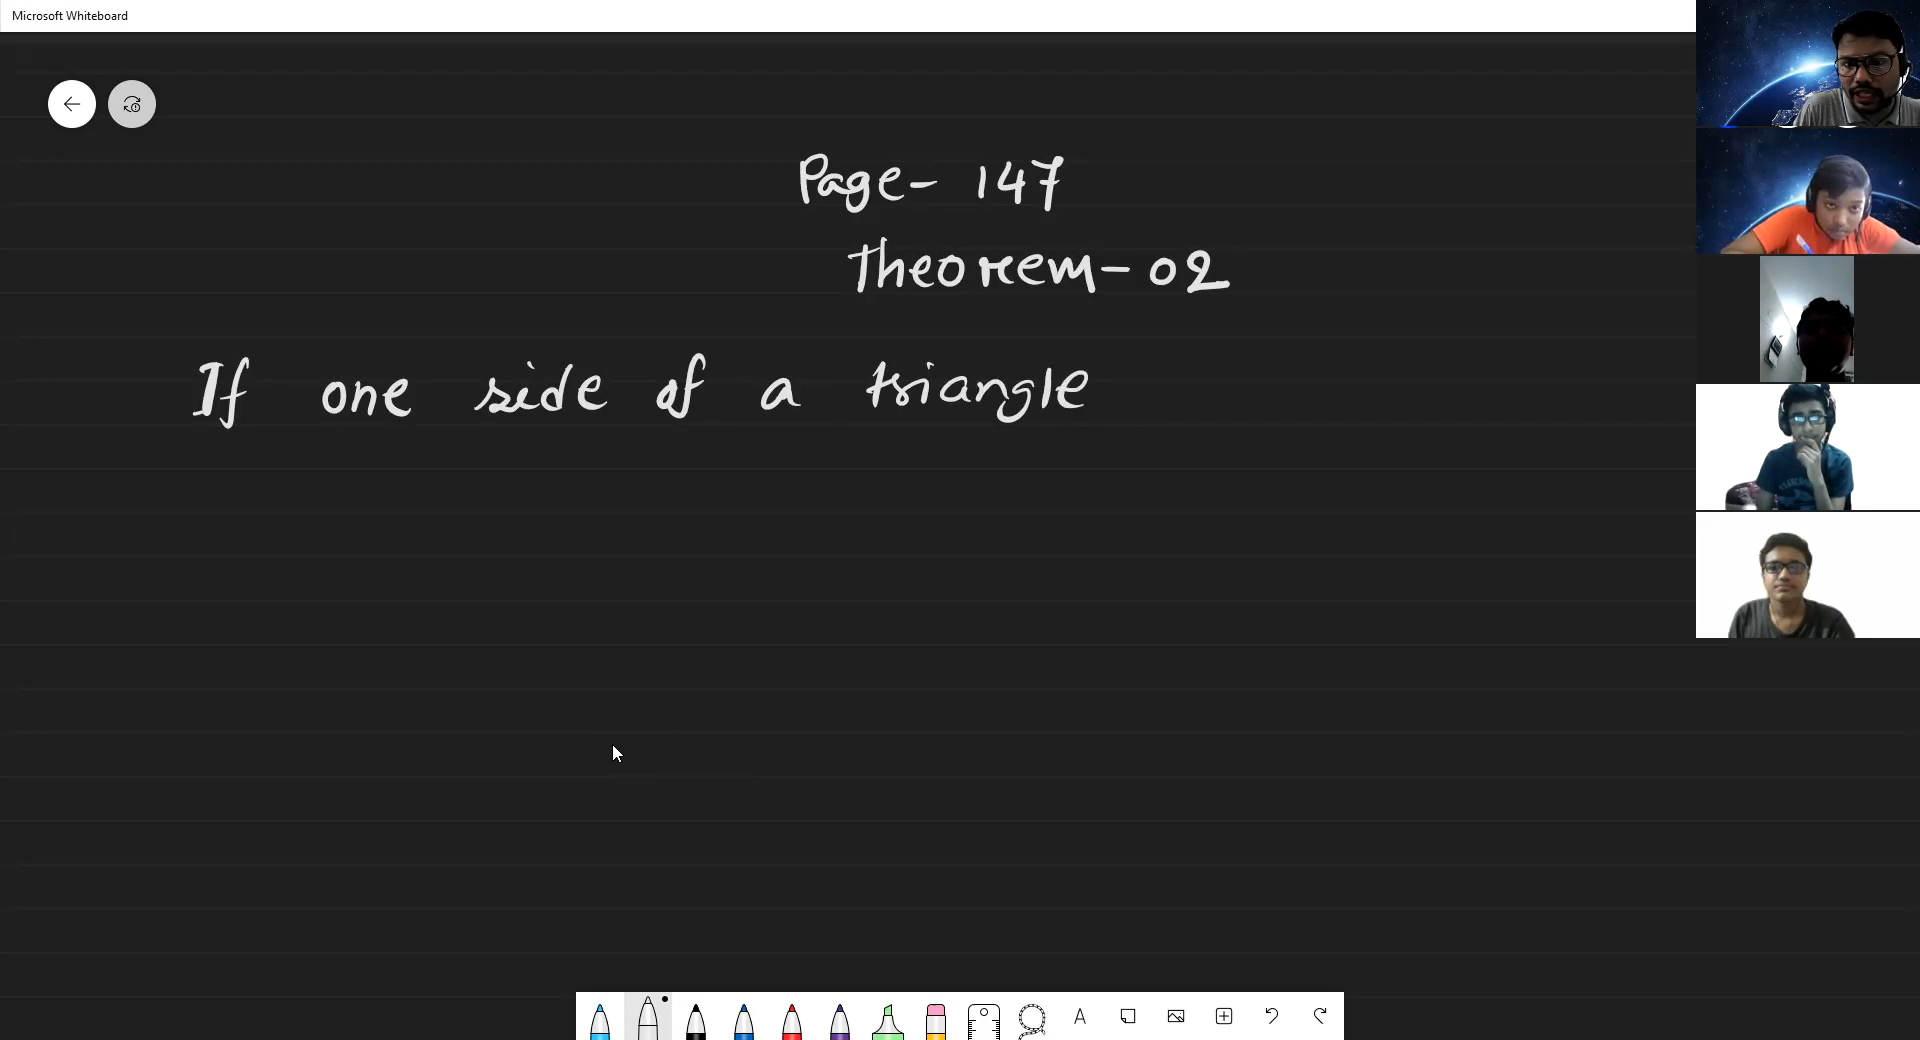 Microsoft Whiteboard
Page- 147
Theorem-02
If one side of a triangle